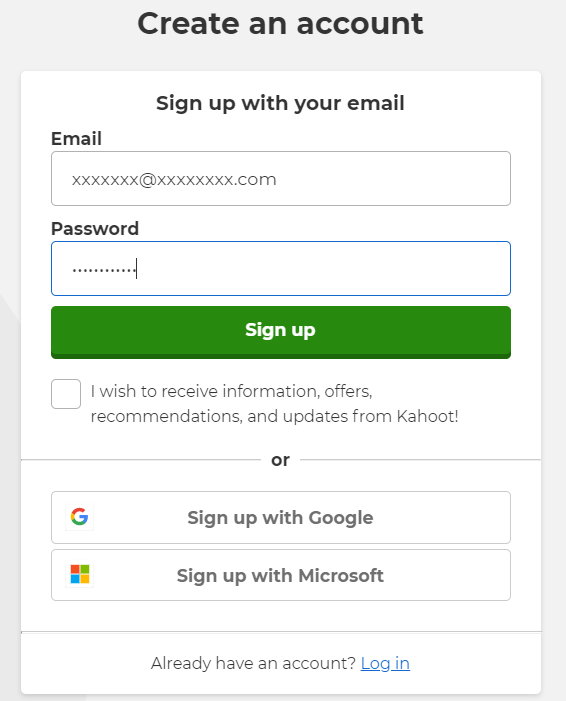 Create an account
Sign up with your email
Email
xxxxxxx@xxxxxxxx.com
Password
............
Sign up
I wish to receive information, offers,
recommendations, and updates from Kahoot!
or
Sign up with Google
Sign up with Microsoft
Already have an account? Log in